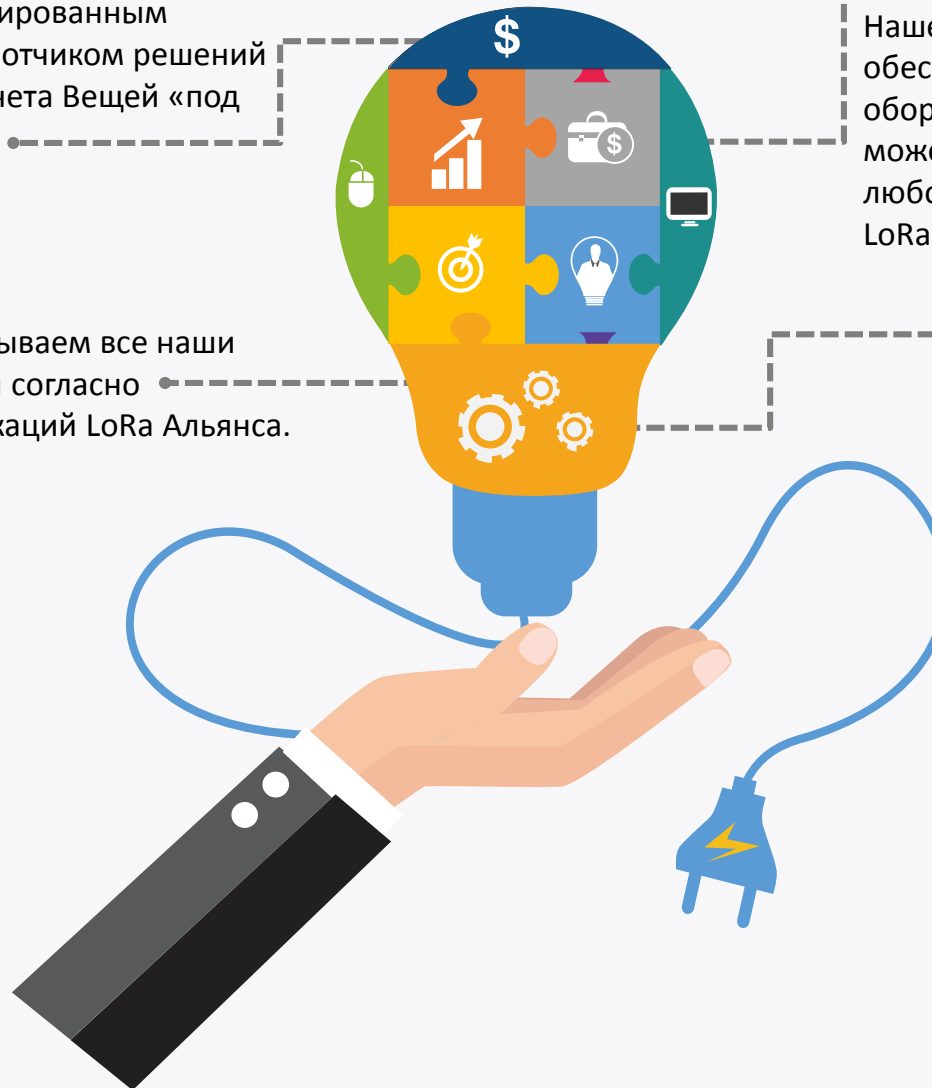 ированным
отчиком решений
нета Вещей «под
ываем все наши
и согласно
каций LoRa Альянса.
$
$
Наше
обес
обор
може
любо
LoRa